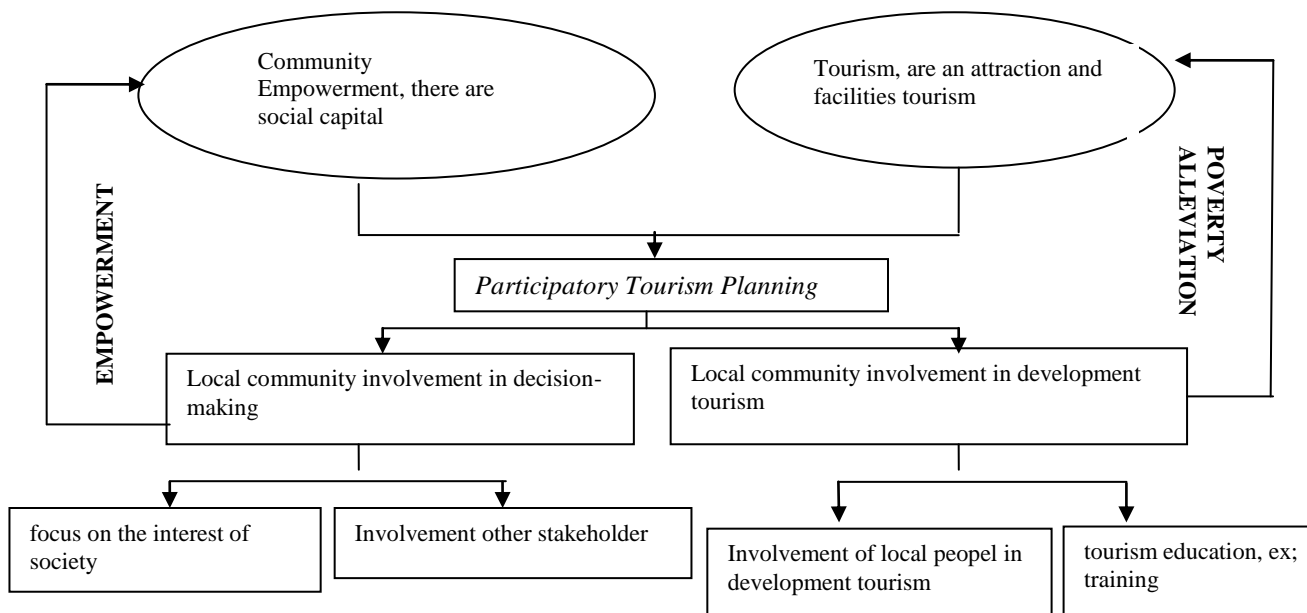 Community
Empowerment, there are
social capital
Tourism, are an attraction and
facilities tourism
EMPOWERMENT
POVERTY
ALLEVIATION
Participatory Tourism Planning
Local community involvement in decision-
making
Local community involvement in development
tourism
focus on the interest of
society
Involvement other stakeholder
Involvement of local peopel in
development tourism
tourism education, ex;
training